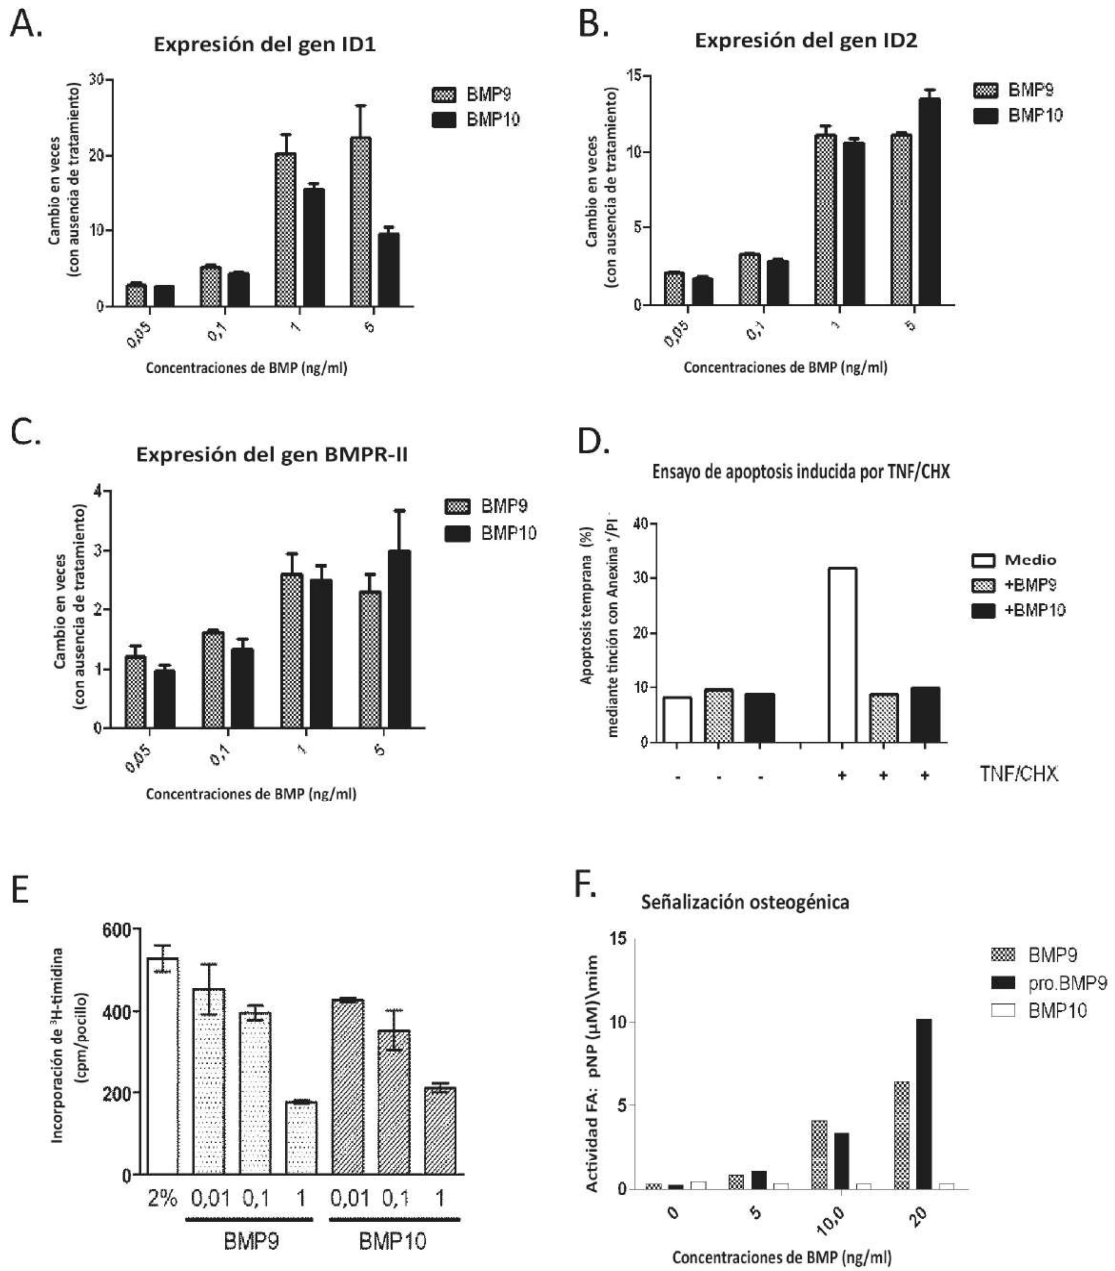 A.
Expresión del gen ID1
Cambio en veces
(con ausencia de tratamiento)
30
20
10
0
BMP9
BMP10
0,05
0,1
1
5
Concentraciones de BMP (ng/ml)
B.
Expresión del gen ID2
Cambio en veces
(con ausencia de tratamiento)
15
10
5
0
BMP9
BMP10
0,05
0,1
1
5
Concentraciones de BMP (ng/ml)
C.
Expresión del gen BMPR-II
Cambio en veces
(con ausencia de tratamiento)
4
3
2
1
0
BMP9
BMP10
0,05
0,1
1
5
Concentraciones de BMP (ng/ml)
D.
Ensayo de apoptosis inducida por TNF/CHX
Apoptosis temprana (%)
mediante tinción con Anexina⁺/PI⁻
40
30
20
10
0
Medio
+BMP9
+BMP10
- - - + + + TNF/CHX
E
Incorporación de ³H-timidina
(cpm/pocillo)
600
400
200
0
2% 0,01 0,1 1 0,01 0,1 1
BMP9 BMP10
F.
Señalización osteogénica
Actividad FA: pNP (µM)\mim
15
10
5
0
BMP9
pro.BMP9
BMP10
0
5
10,0
20
Concentraciones de BMP (ng/ml)